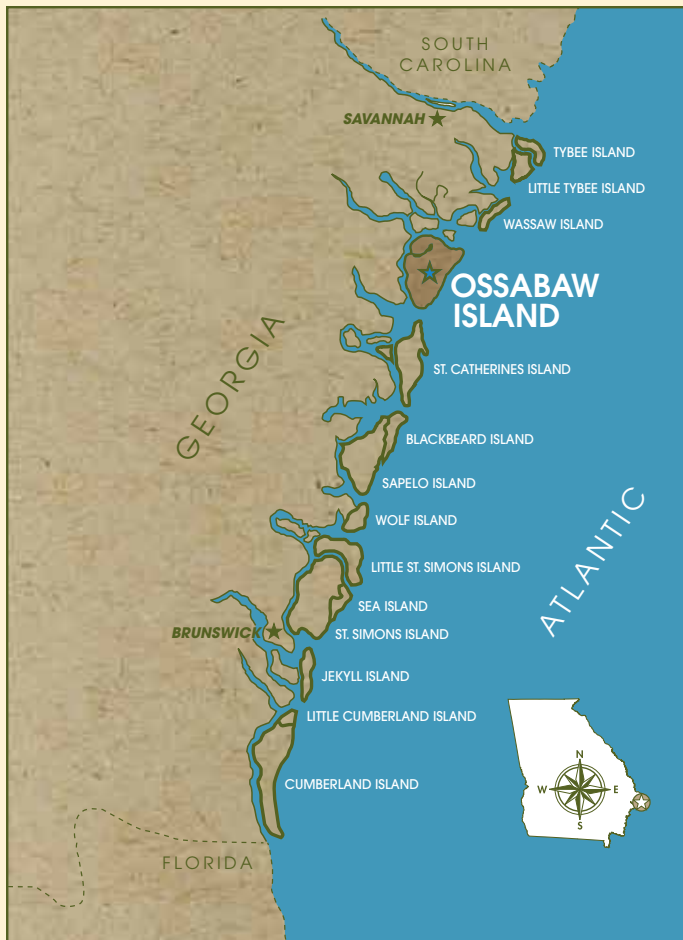 SOUTH
CAROLINA
SAVANNAH
TYBEE ISLAND
LITTLE TYBEE ISLAND
WASSAW ISLAND
OSSABAW
ISLAND
GEORGIA
ST. CATHERINES ISLAND
BLACKBEARD ISLAND
SAPELO ISLAND
WOLF ISLAND
ATLANTIC
LITTLE ST. SIMONS ISLAND
SEA ISLAND
BRUNSWICK
ST. SIMONS ISLAND
JEKYLL ISLAND
LITTLE CUMBERLAND ISLAND
CUMBERLAND ISLAND
N
W
E
S
FLORIDA